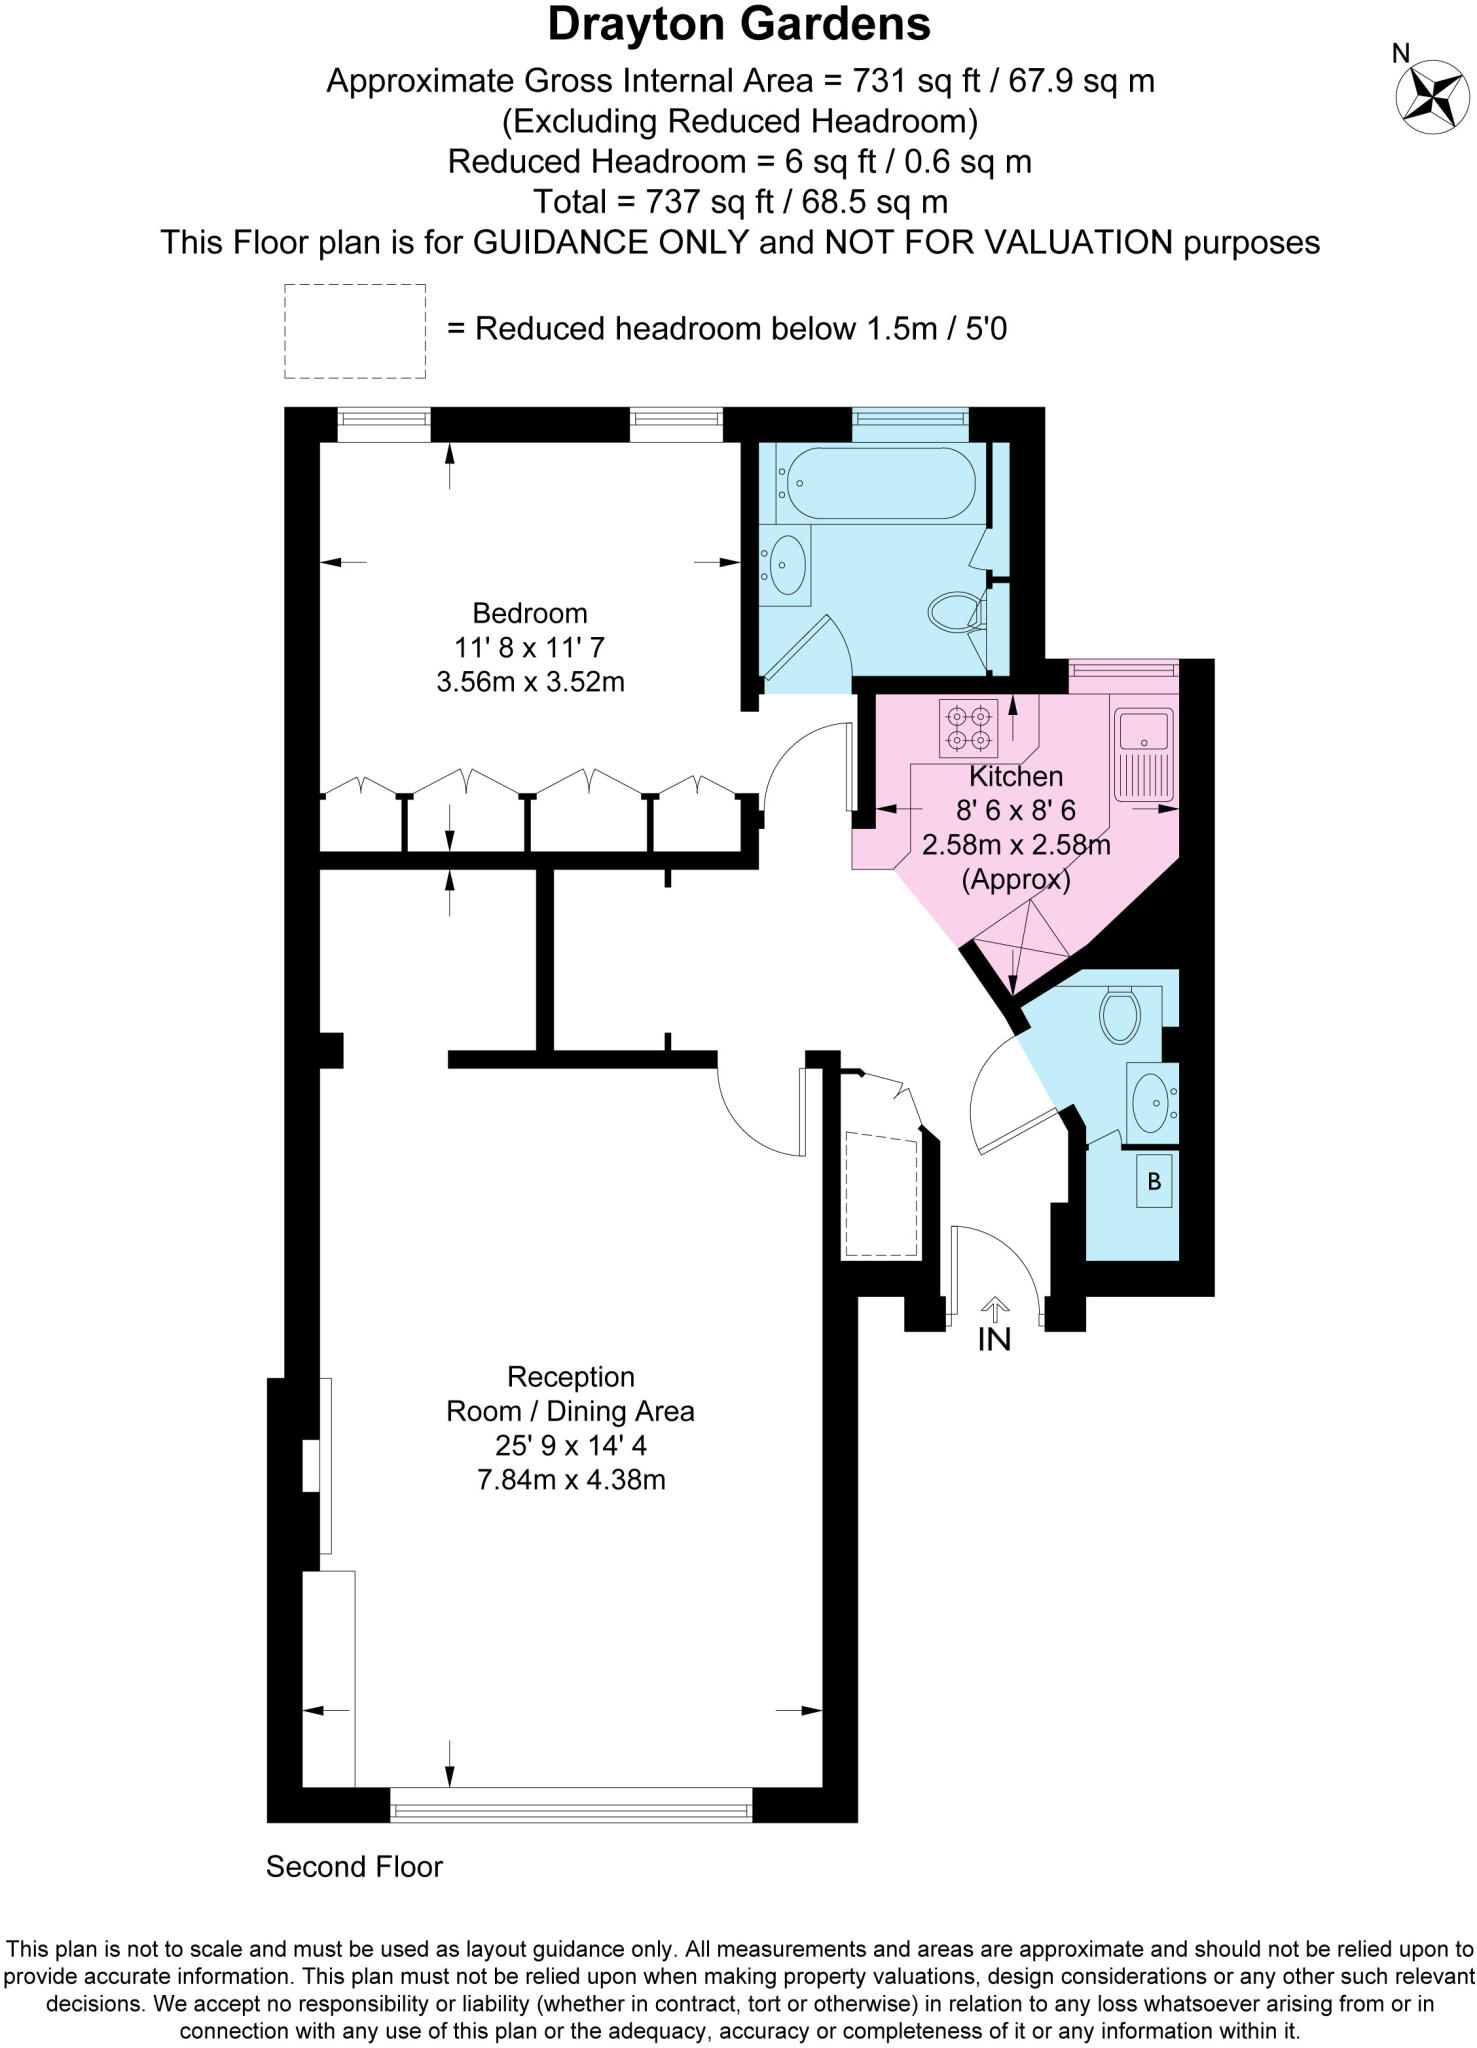 Drayton Gardens
N
Approximate Gross Internal Area = 731 sq ft / 67.9 sq m
(Excluding Reduced Headroom)
Reduced Headroom = 6 sq ft / 0.6 sq m
Total = 737 sq ft / 68.5 sq m
This Floor plan is for GUIDANCE ONLY and NOT FOR VALUATION purposes
= Reduced headroom below 1.5m / 5'0
Bedroom
11' 8 x 11' 7
3.56m x 3.52m
Kitchen
8' 6 x 8' 6
2.58m x 2.58m
(Approx)
B
IN
Reception
Room / Dining Area
25' 9 x 14' 4
7.84m x 4.38m
Second Floor
This plan is not to scale and must be used as layout guidance only. All measurements and areas are approximate and should not be relied upon to
provide accurate information. This plan must not be relied upon when making property valuations, design considerations or any other such relevant
decisions. We accept no responsibility or liability (whether in contract, tort or otherwise) in relation to any loss whatsoever arising from or in
connection with any use of this plan or the adequacy, accuracy or completeness of it or any information within it.